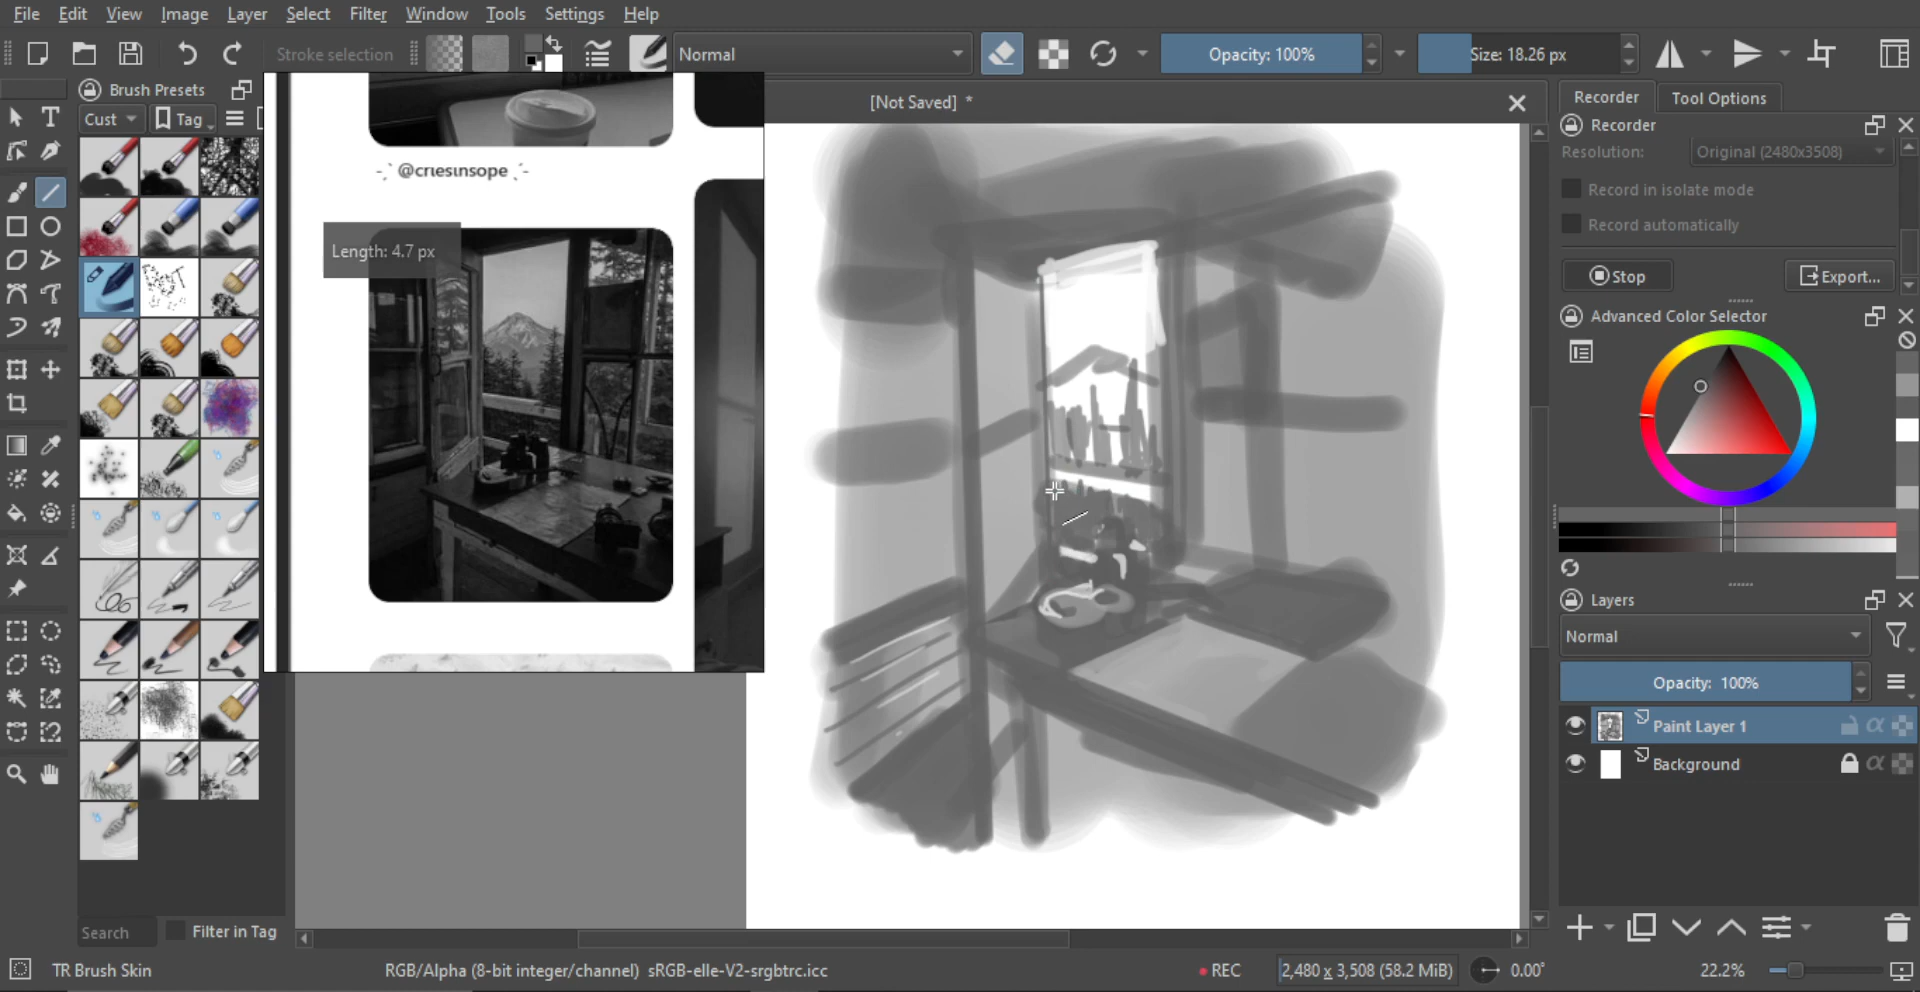 File Edit View Image Layer Select Filter Window Tools Settings Help
Stroke selection
Normal
Opacity: 100%
Size: 18.26 px
Brush Presets
Cust
Tag
[Not Saved] *
Recorder
Tool Options
Recorder
Resolution:
Original (2480x3508)
Record in isolate mode
Record automatically
Stop
Export...
-ˎˊ @criesinsope ˎˊ-
Length: 4.7 px
Advanced Color Selector
Layers
Normal
Opacity: 100%
Paint Layer 1
Background
Search
Filter in Tag
TR Brush Skin
RGB/Alpha (8-bit integer/channel) sRGB-elle-V2-srgbtrc.icc
REC
2,480 x 3,508 (58.2 MiB)
0.00°
22.2%